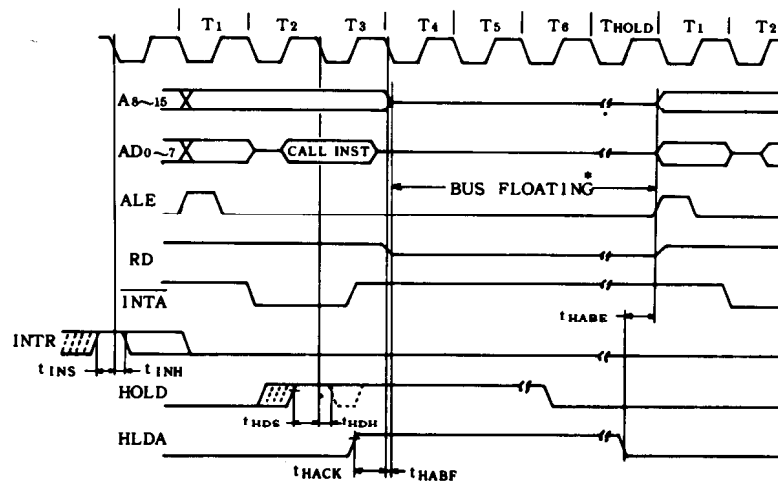 T1 T2 T3 T4 T5 T6 THOLD T1 T2
A8~15
AD0~7 CALL INST
BUS FLOATING*
ALE
RD
INTA
tHABE
INTR
tINS tINH
HOLD
tHDS tHDH
HLDA
tHACK tHABF